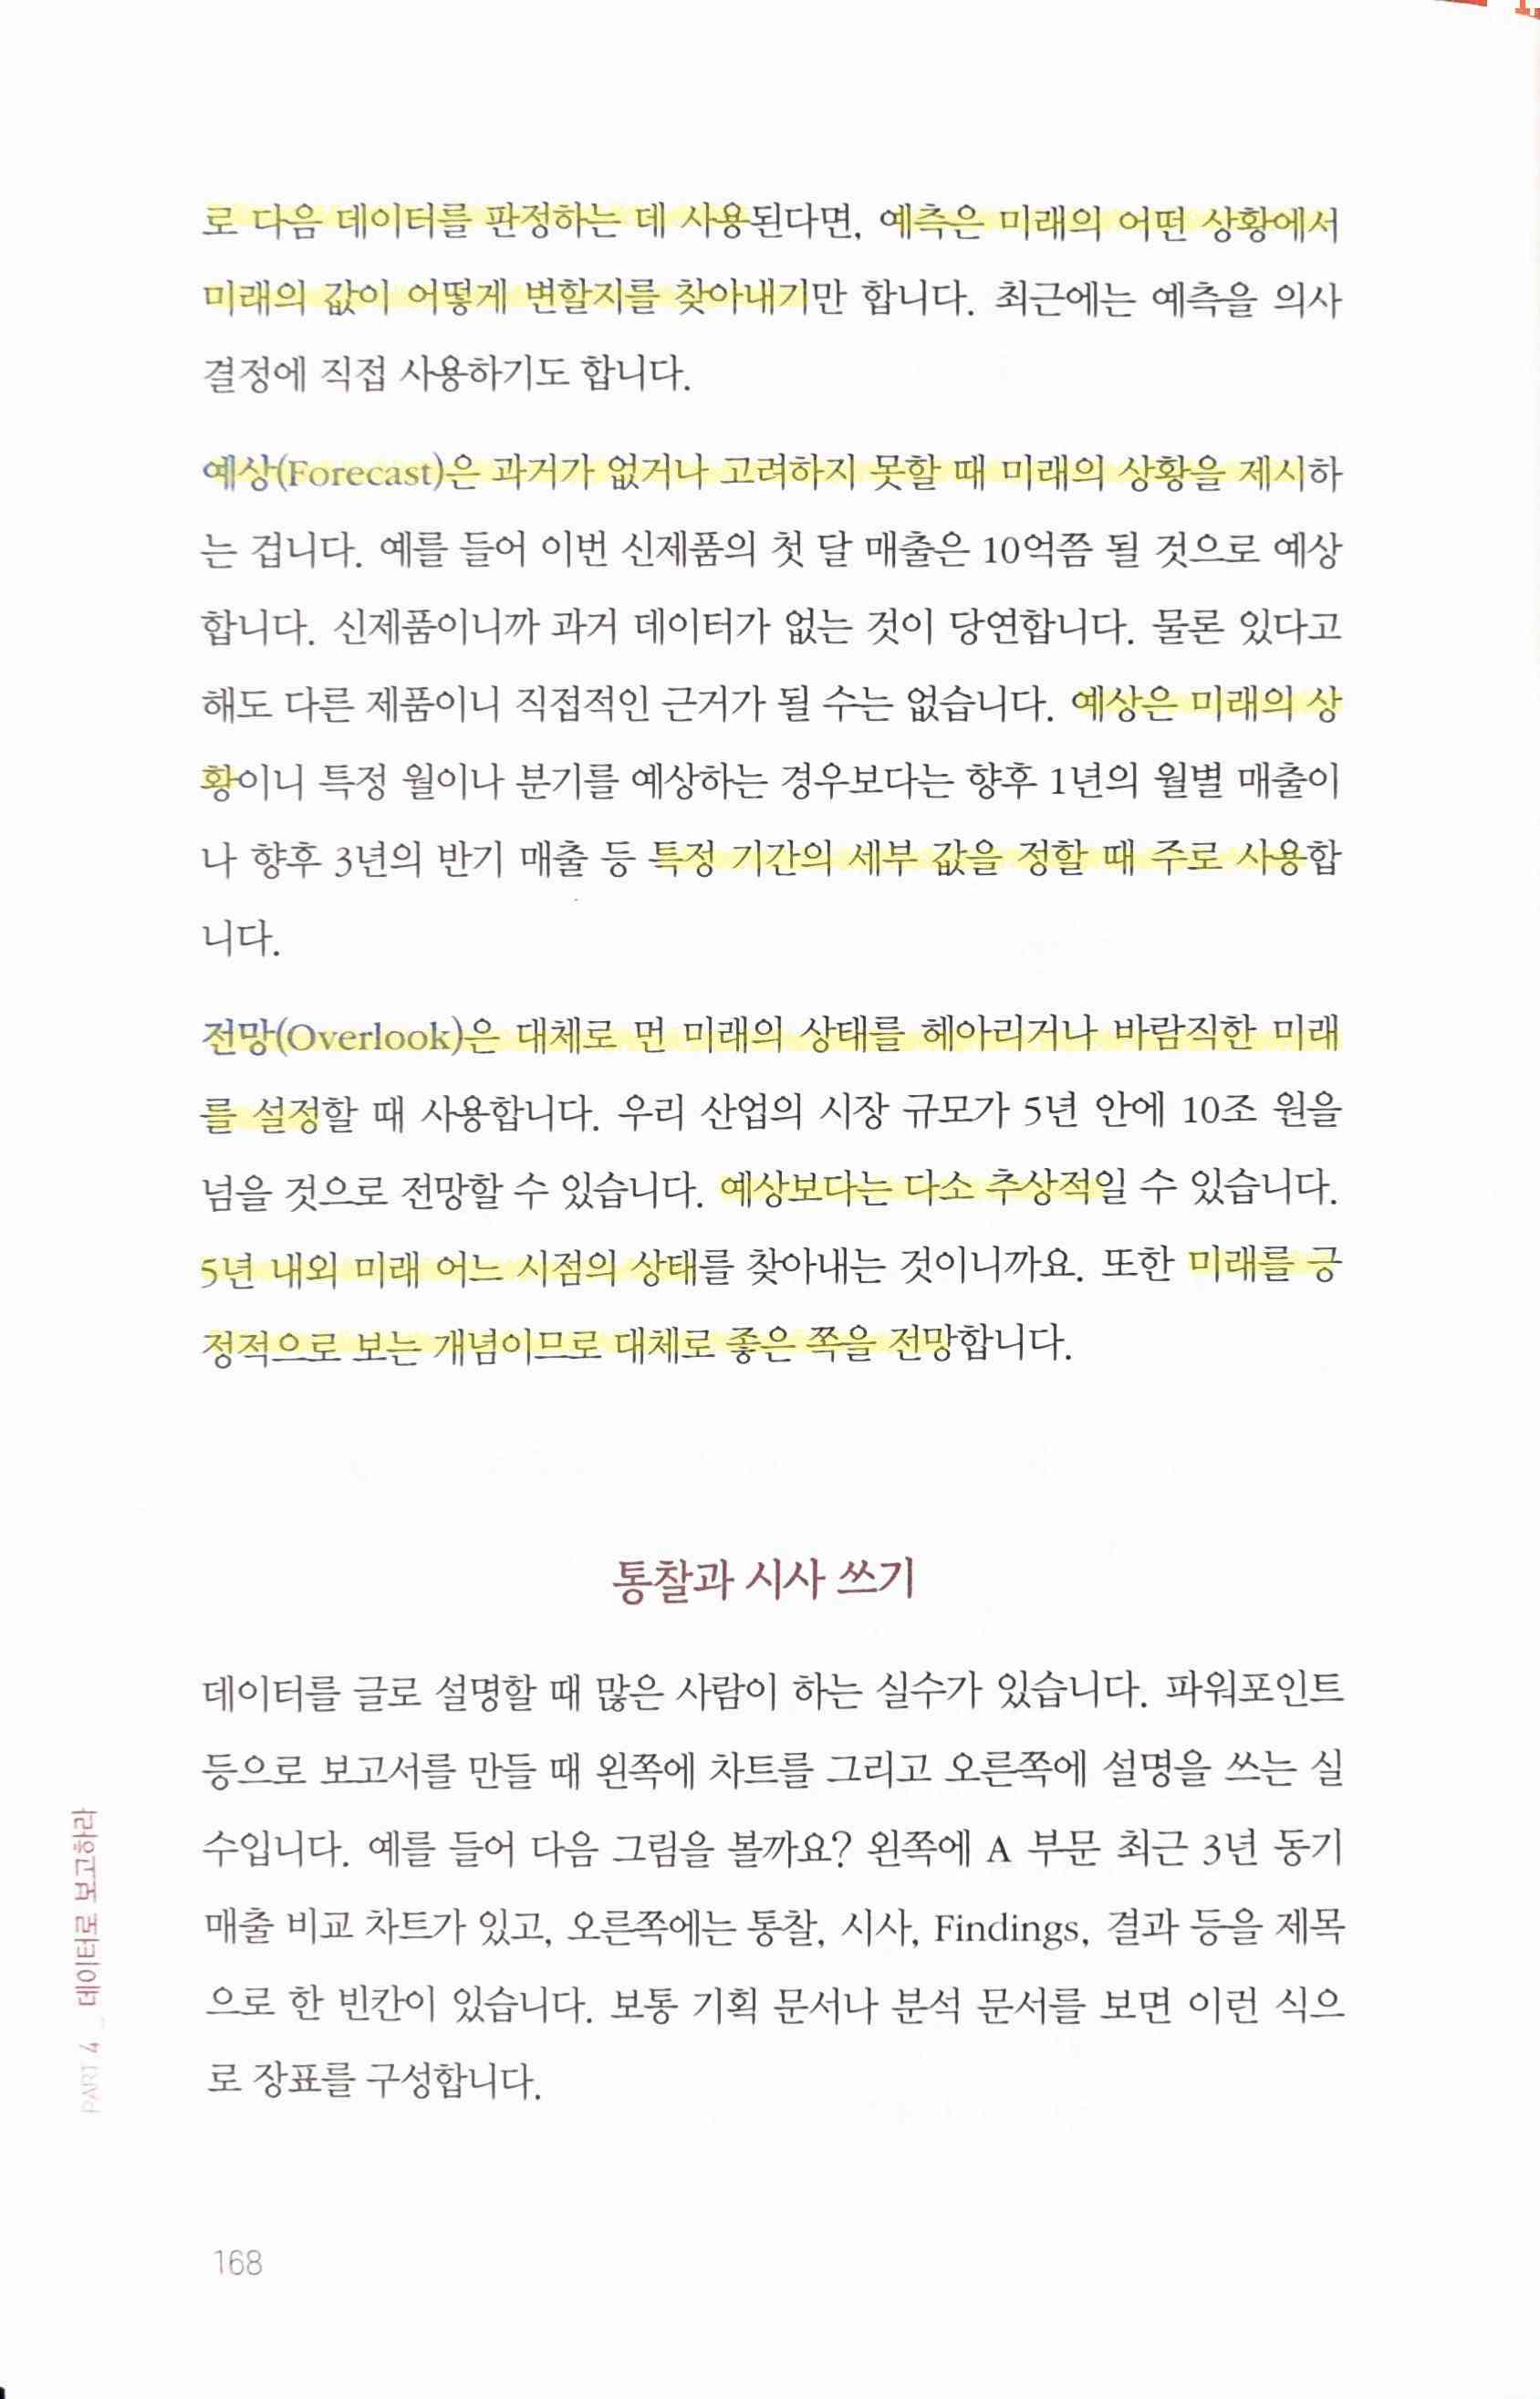 로 다음 데이터를 판정하는 데 사용된다면, 예측은 미래의 어떤 상황에서
미래의 값이 어떻게 변할지를 찾아내기만 합니다. 최근에는 예측을 의사
결정에 직접 사용하기도 합니다.
예상(Forecast)은 과거가 없거나 고려하지 못할 때 미래의 상황을 제시하
는 겁니다. 예를 들어 이번 신제품의 첫 달 매출은 10억쯤 될 것으로 예상
합니다. 신제품이니까 과거 데이터가 없는 것이 당연합니다. 물론 있다고
해도 다른 제품이니 직접적인 근거가 될 수는 없습니다. 예상은 미래의 상
황이니 특정 월이나 분기를 예상하는 경우보다는 향후 1년의 월별 매출이
나 향후 3년의 반기 매출 등 특정 기간의 세부 값을 정할 때 주로 사용합
니다.
전망(Overlook)은 대체로 먼 미래의 상태를 헤아리거나 바람직한 미래
를 설정할 때 사용합니다. 우리 산업의 시장 규모가 5년 안에 10조 원을
넘을 것으로 전망할 수 있습니다. 예상보다는 다소 추상적일 수 있습니다.
5년 내외 미래 어느 시점의 상태를 찾아내는 것이니까요. 또한 미래를 긍
정적으로 보는 개념이므로 대체로 좋은 쪽을 전망합니다.
통찰과 시사 쓰기
데이터를 글로 설명할 때 많은 사람이 하는 실수가 있습니다. 파워포인트
등으로 보고서를 만들 때 왼쪽에 차트를 그리고 오른쪽에 설명을 쓰는 실
수입니다. 예를 들어 다음 그림을 볼까요? 왼쪽에 A 부문 최근 3년 동기
매출 비교 차트가 있고, 오른쪽에는 통찰, 시사, Findings, 결과 등을 제목
으로 한 빈칸이 있습니다. 보통 기획 문서나 분석 문서를 보면 이런 식으
로 장표를 구성합니다.
PART 4 _ 데이터로 보고하라
168